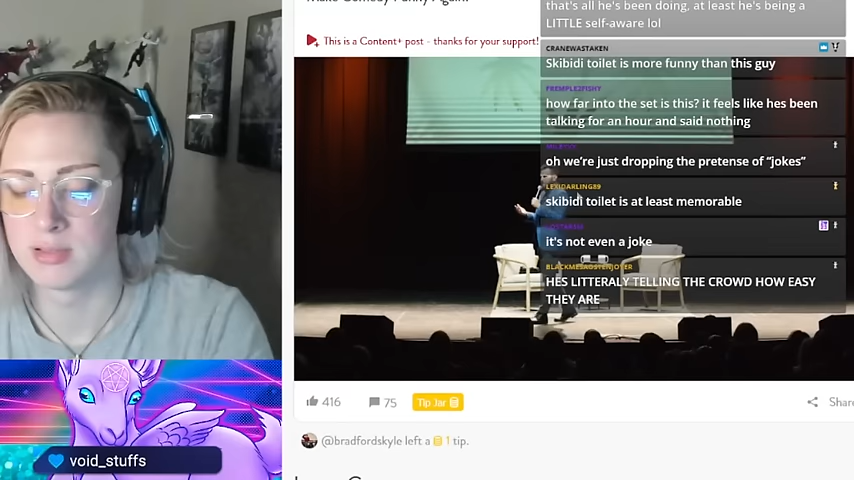 Make Comedy Funny Again!
This is a Content+ post - thanks for your support!
that's all he's been doing, at least he's being a
LITTLE self-aware lol
CRANEWASTAKEN
Skibidi toilet is more funny than this guy
FREMPLE2FISHY
how far into the set is this? it feels like hes been
talking for an hour and said nothing
oh we're just dropping the pretense of “jokes”
LEXIDARLING89
skibidi toilet is at least memorable
it's not even a joke
HES LITTERALY TELLING THE CROWD HOW EASY
THEY ARE
416
75
Tip Jar
Share
@bradfordskyle left a 1 tip.
void_stuffs